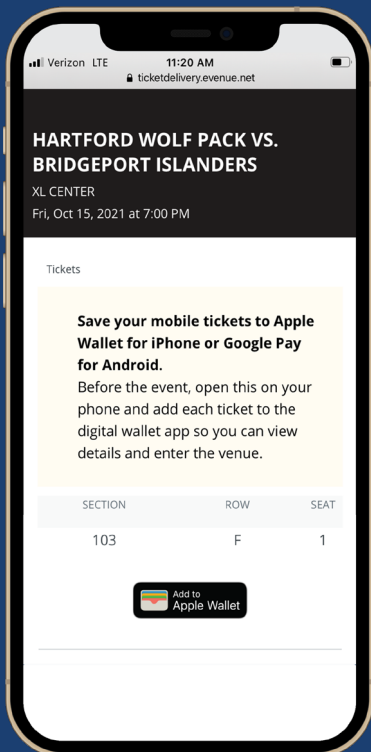 Verizon LTE 11:20 AM
ticketdelivery.evenue.net
HARTFORD WOLF PACK VS.
BRIDGEPORT ISLANDERS
XL CENTER
Fri, Oct 15, 2021 at 7:00 PM
Tickets
Save your mobile tickets to Apple
Wallet for iPhone or Google Pay
for Android.
Before the event, open this on your
phone and add each ticket to the
digital wallet app so you can view
details and enter the venue.
SECTION ROW SEAT
103 F 1
Add to
Apple Wallet